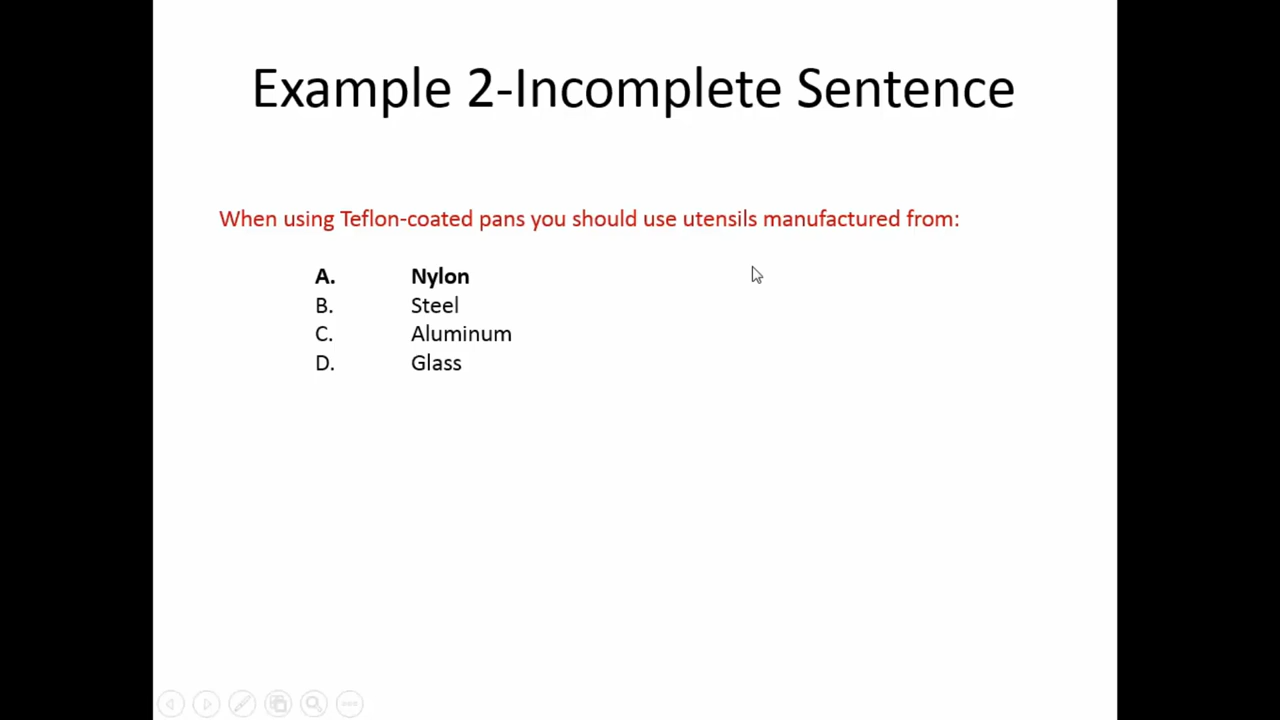 Example 2-Incomplete Sentence
When using Teflon-coated pans you should use utensils manufactured from:
A. Nylon
B. Steel
C. Aluminum
D. Glass